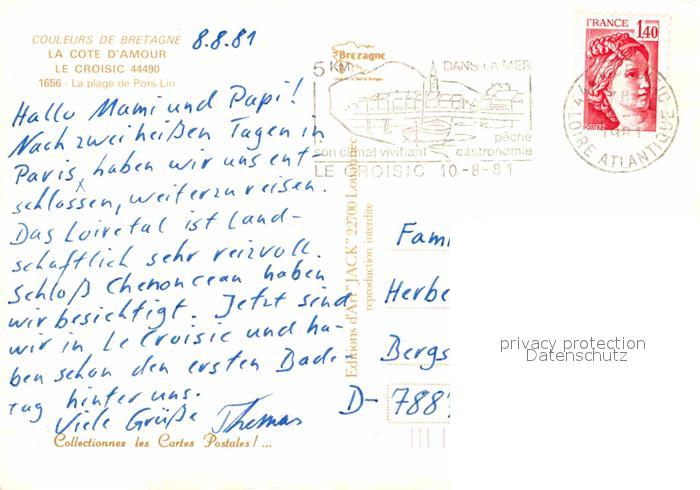 COULEURS DE BRETAGNE
LA COTE D'AMOUR
LE CROISIC 44490
1656 - La plage de Pors-Lin
8.8.81
Hallo Mami und Papi!
Nach zwei heißen Tagen in
Paris, haben wir uns ent-
schlossen, weiterzureisen.
Das Loiretal ist Land-
schaftlich sehr reizvoll.
Schloß Chenonceau haben
wir besichtigt. Jetzt sind
wir in Le Croisic und ha-
ben schon den ersten Bade
tag hinter uns.
Viele Grüße Thomas
Collectionnez les Cartes Postales!...
Editions d'Art "JACK" 22700 Louannec
reproduction interdite
Bretagne
5 KM DANS LA MER
pêche
son climat vivifiant gastronomie
LE CROISIC 10-8-81
FRANCE
1,40
POSTES
LOIRE ATLANTIQUE
1981
Fam
Herbe
Bergs
D- 788
privacy protection
Datenschutz